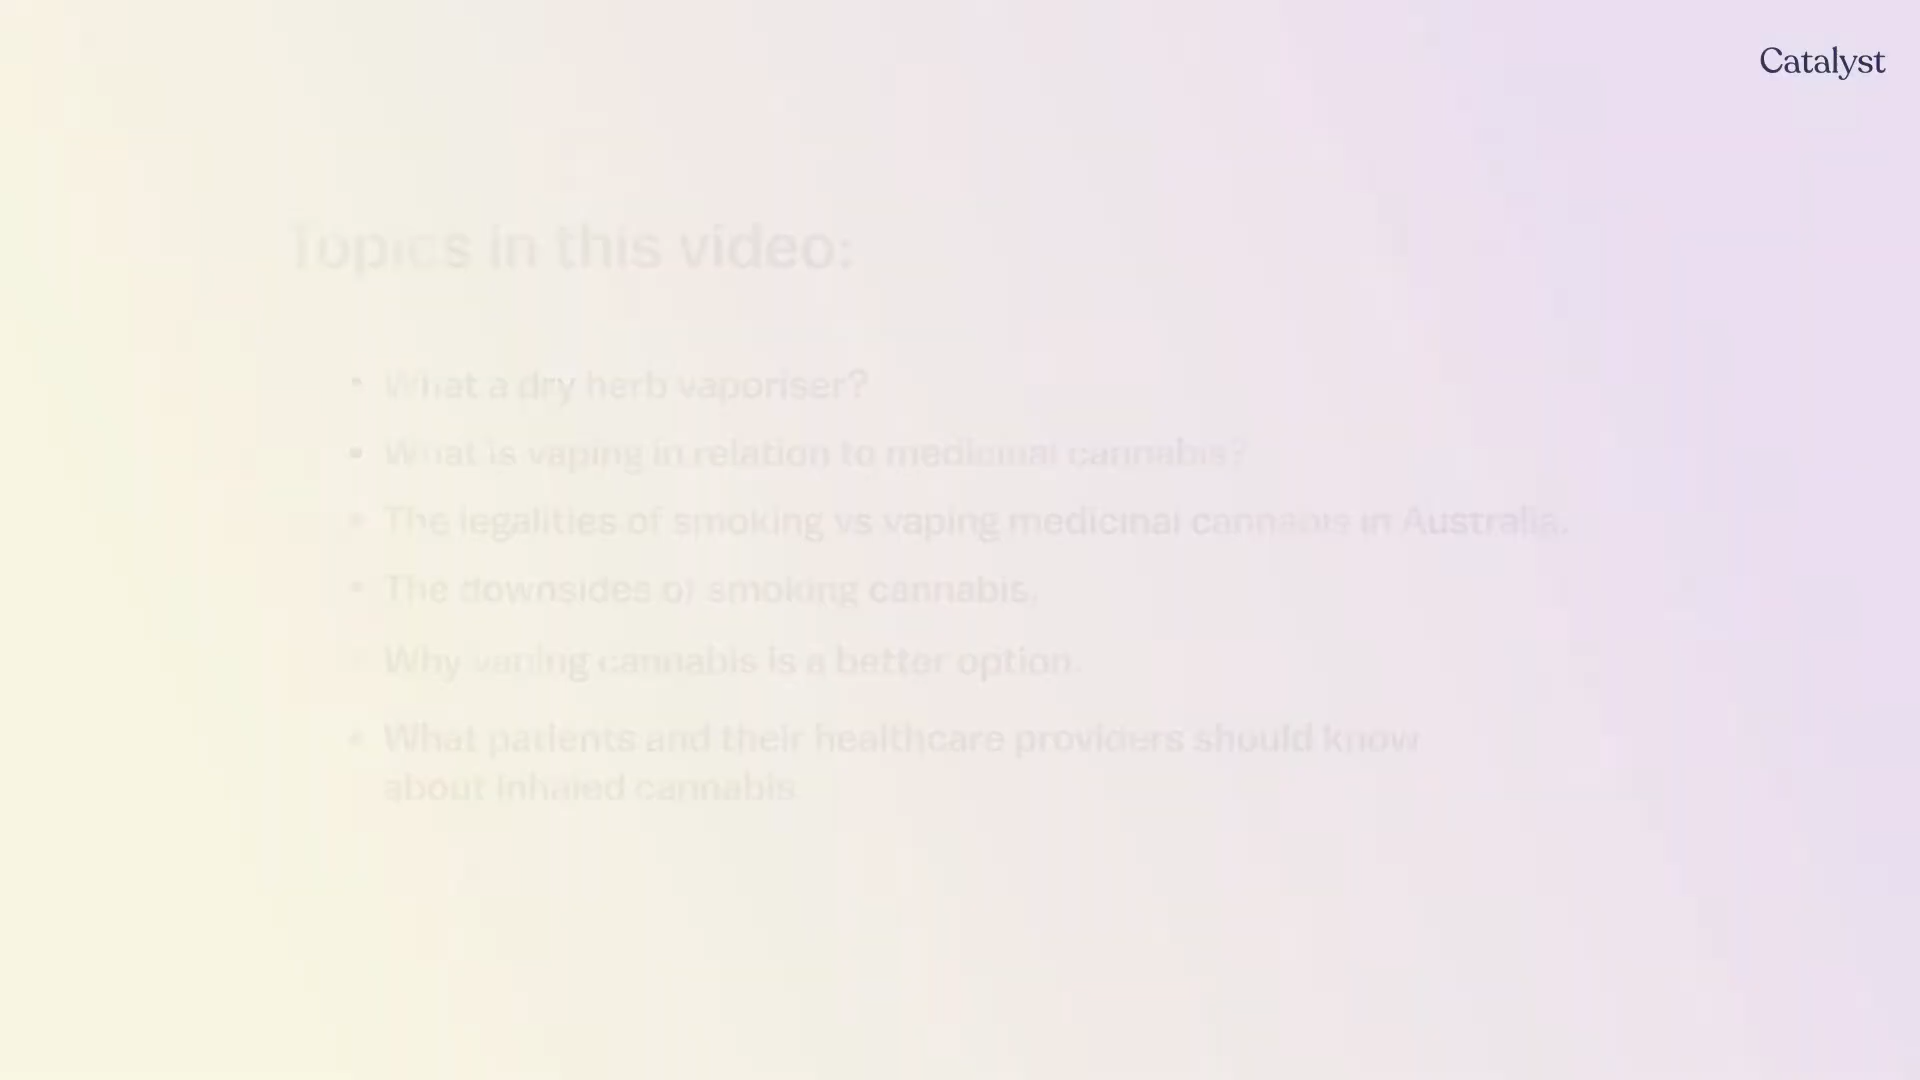 Catalyst
Topics in this video:
• What a dry herb vaporiser?
• What is vaping in relation to medicinal cannabis?
• The legalities of smoking vs vaping medicinal cannabis in Australia.
• The downsides of smoking cannabis.
Why vaping cannabis is a better option.
• What patients and their healthcare providers should know
about inhaled cannabis